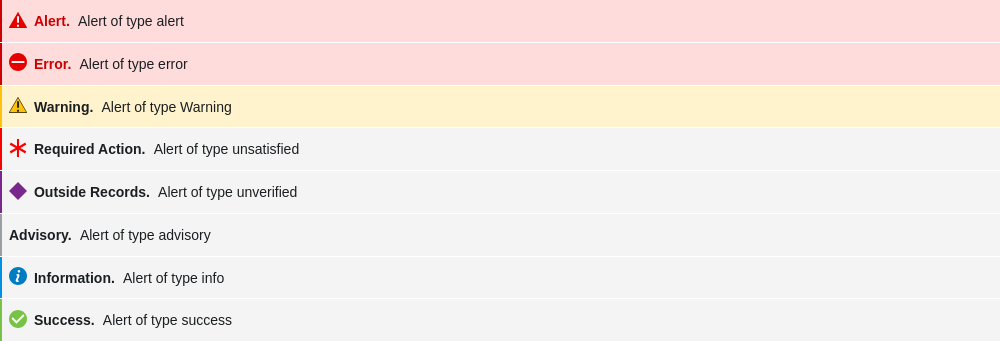 Alert. Alert of type alert
Error. Alert of type error
Warning. Alert of type Warning
Required Action. Alert of type unsatisfied
Outside Records. Alert of type unverified
Advisory. Alert of type advisory
Information. Alert of type info
Success. Alert of type success